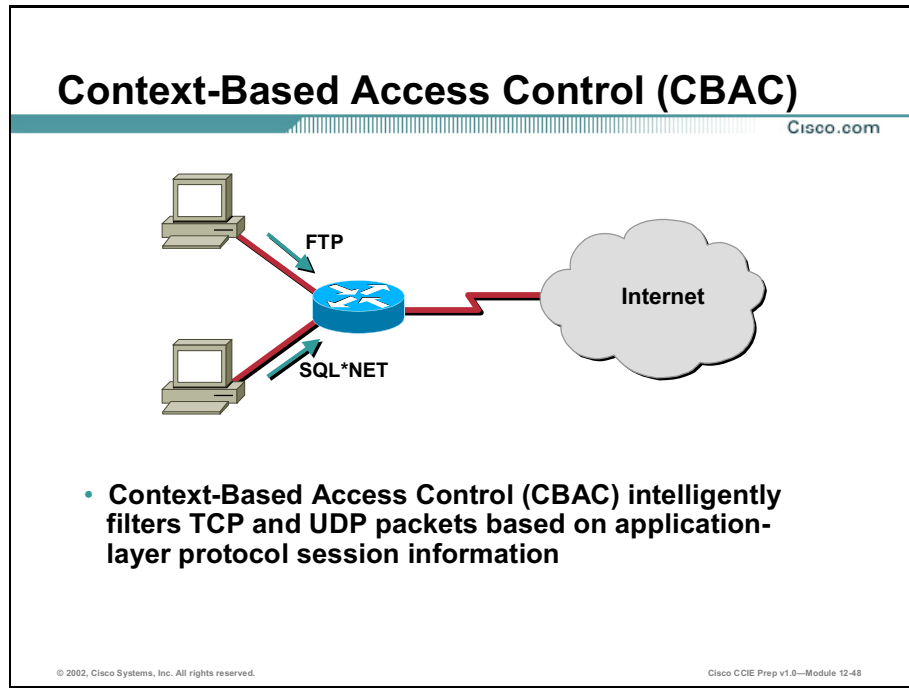 Context-Based Access Control (CBAC)
Cisco.com
FTP
Internet
SQL*NET
• Context-Based Access Control (CBAC) intelligently
filters TCP and UDP packets based on application-
layer protocol session information
© 2002, Cisco Systems, Inc. All rights reserved.
Cisco CCIE Prep v1.0—Module 12-48